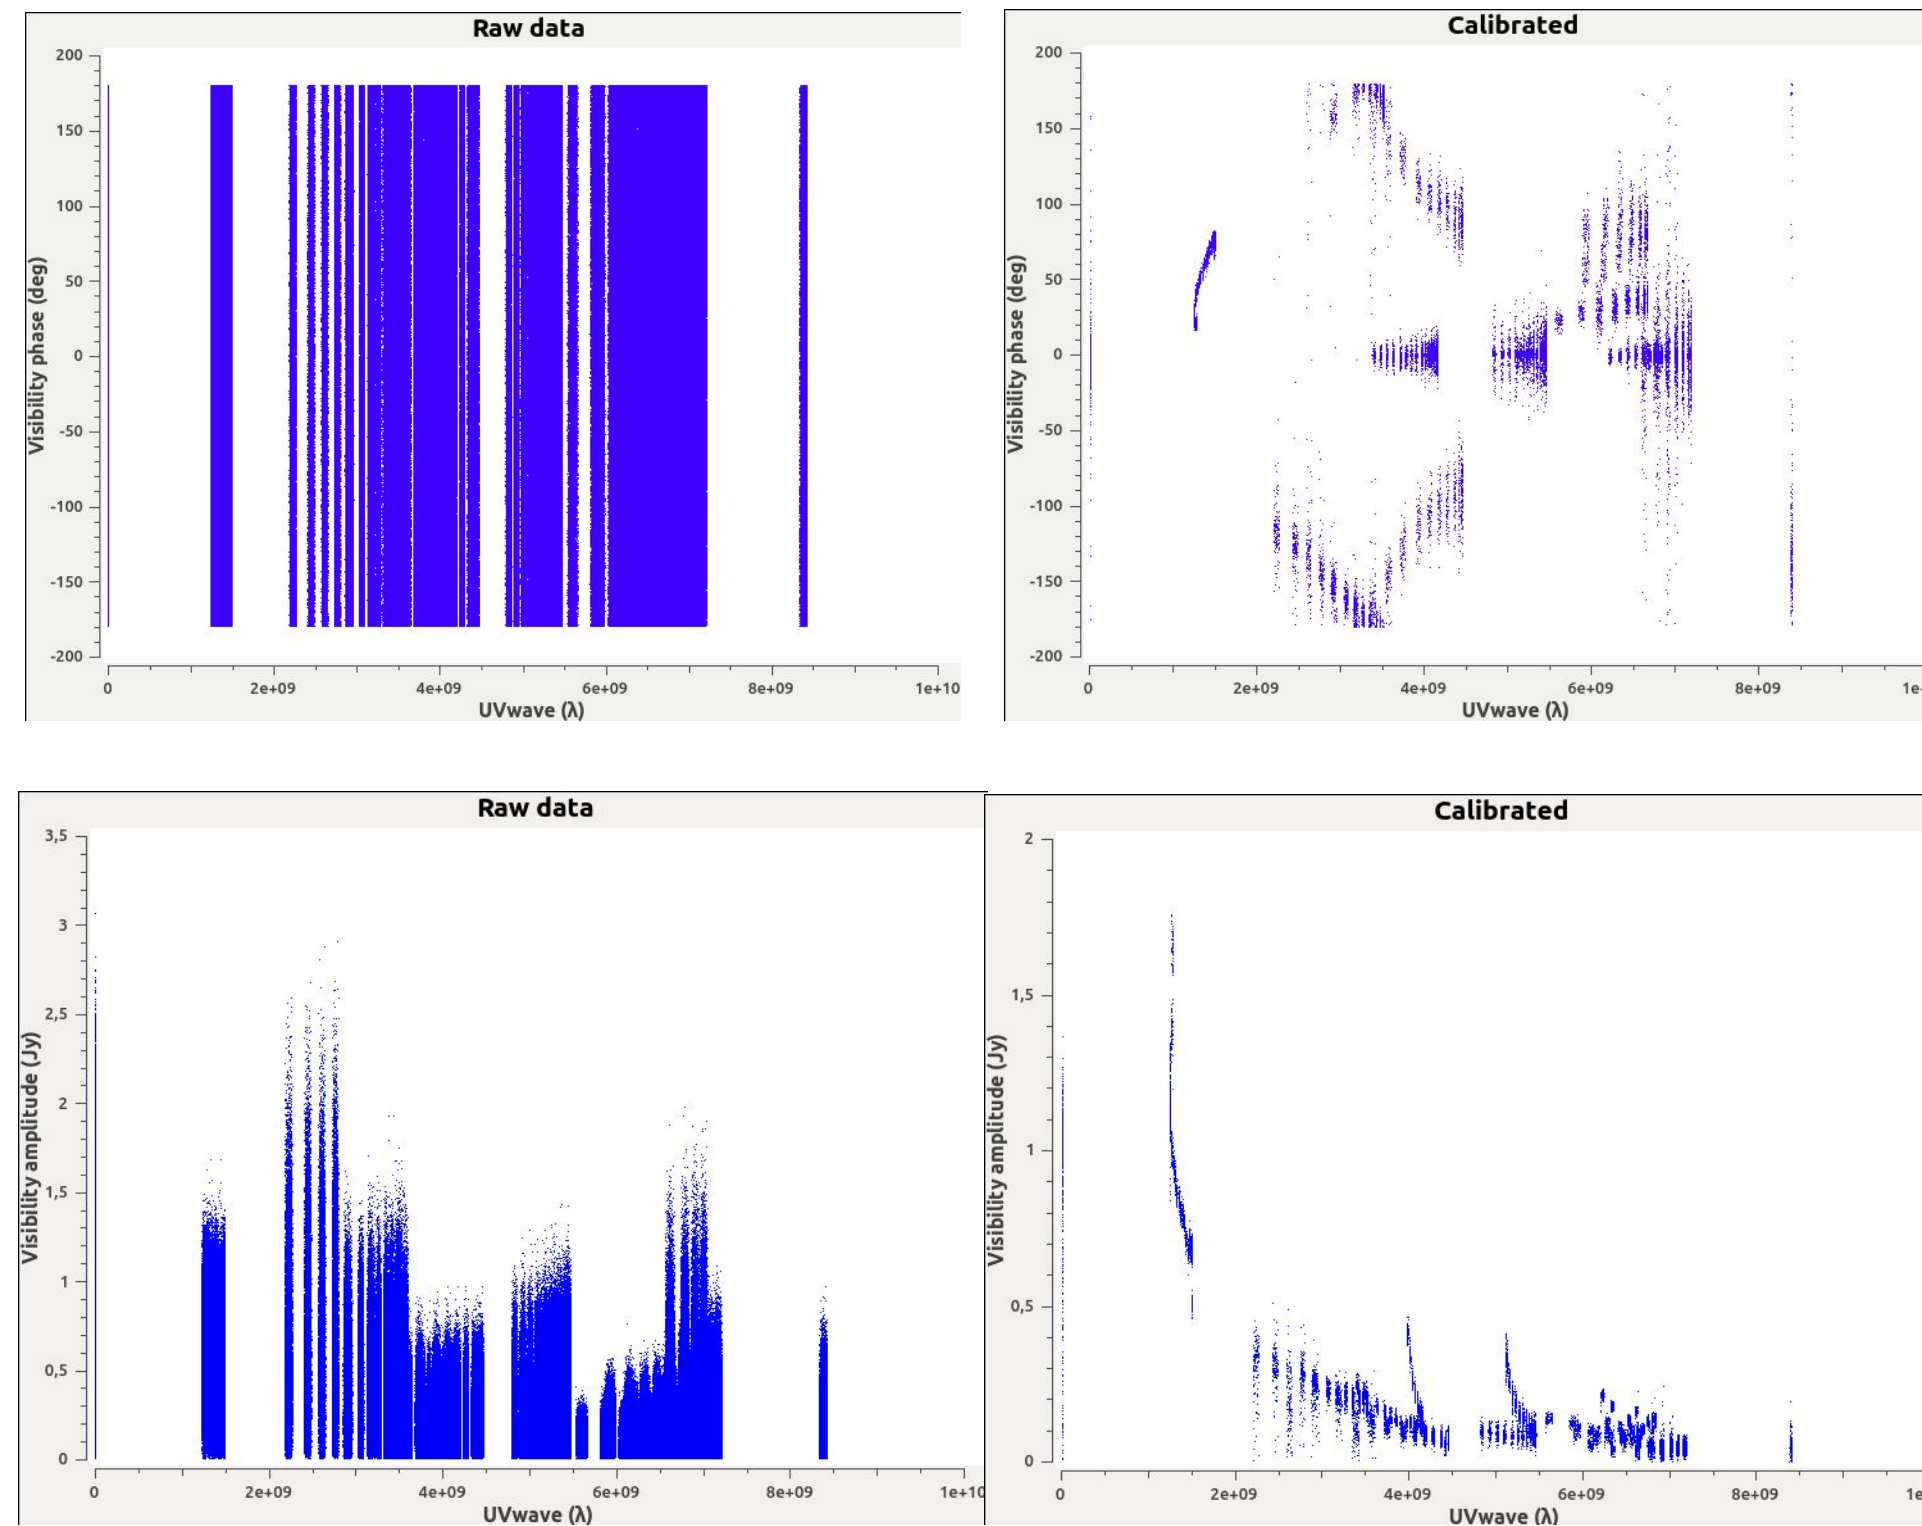 Raw data
200
150
100
50
0
-50
-100
-150
-200
Visibility phase (deg)
0 2e+09 4e+09 6e+09 8e+09 1e+10
UVwave (λ)
Calibrated
200
150
100
50
0
-50
-100
-150
-200
Visibility phase (deg)
0 2e+09 4e+09 6e+09 8e+09 1e+
UVwave (λ)
Raw data
3,5
3
2,5
2
1,5
1
0,5
0
Visibility amplitude (Jy)
0 2e+09 4e+09 6e+09 8e+09 1e+10
UVwave (λ)
Calibrated
2
1,5
1
0,5
0
Visibility amplitude (Jy)
0 2e+09 4e+09 6e+09 8e+09 1e
UVwave (λ)